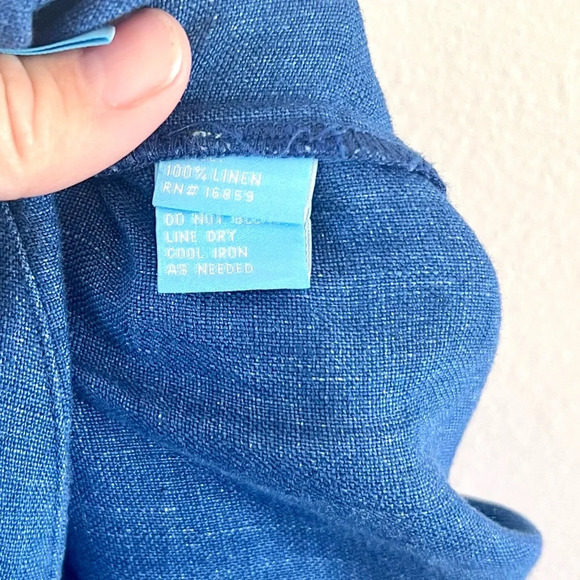 100% LINEN
RN# 16859
DO NOT
LINE DRY
COOL IRON
AS NEEDED